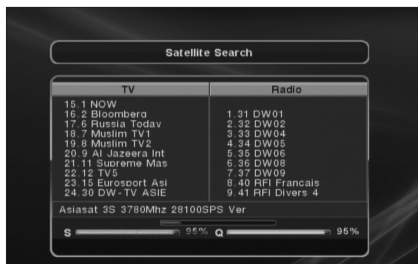 Satellite Search
TV
Radio
15.1 NOW
16.2 Bloomberg
17.6 Russia Today
18.7 Muslim TV1
19.8 Muslim TV2
20.9 Al Jazeera Int
21.11 Supreme Mas
22.12 TV5
23.15 Eurosport Asi
24.30 DW-TV ASIE
1.31 DW01
2.32 DW02
3.33 DW04
4.34 DW05
5.35 DW06
6.36 DW08
7.37 DW09
8.40 RFI Francais
9.41 RFI Divers 4
Asiasat 3S 3780Mhz 28100SPS Ver
S 95% Q 95%